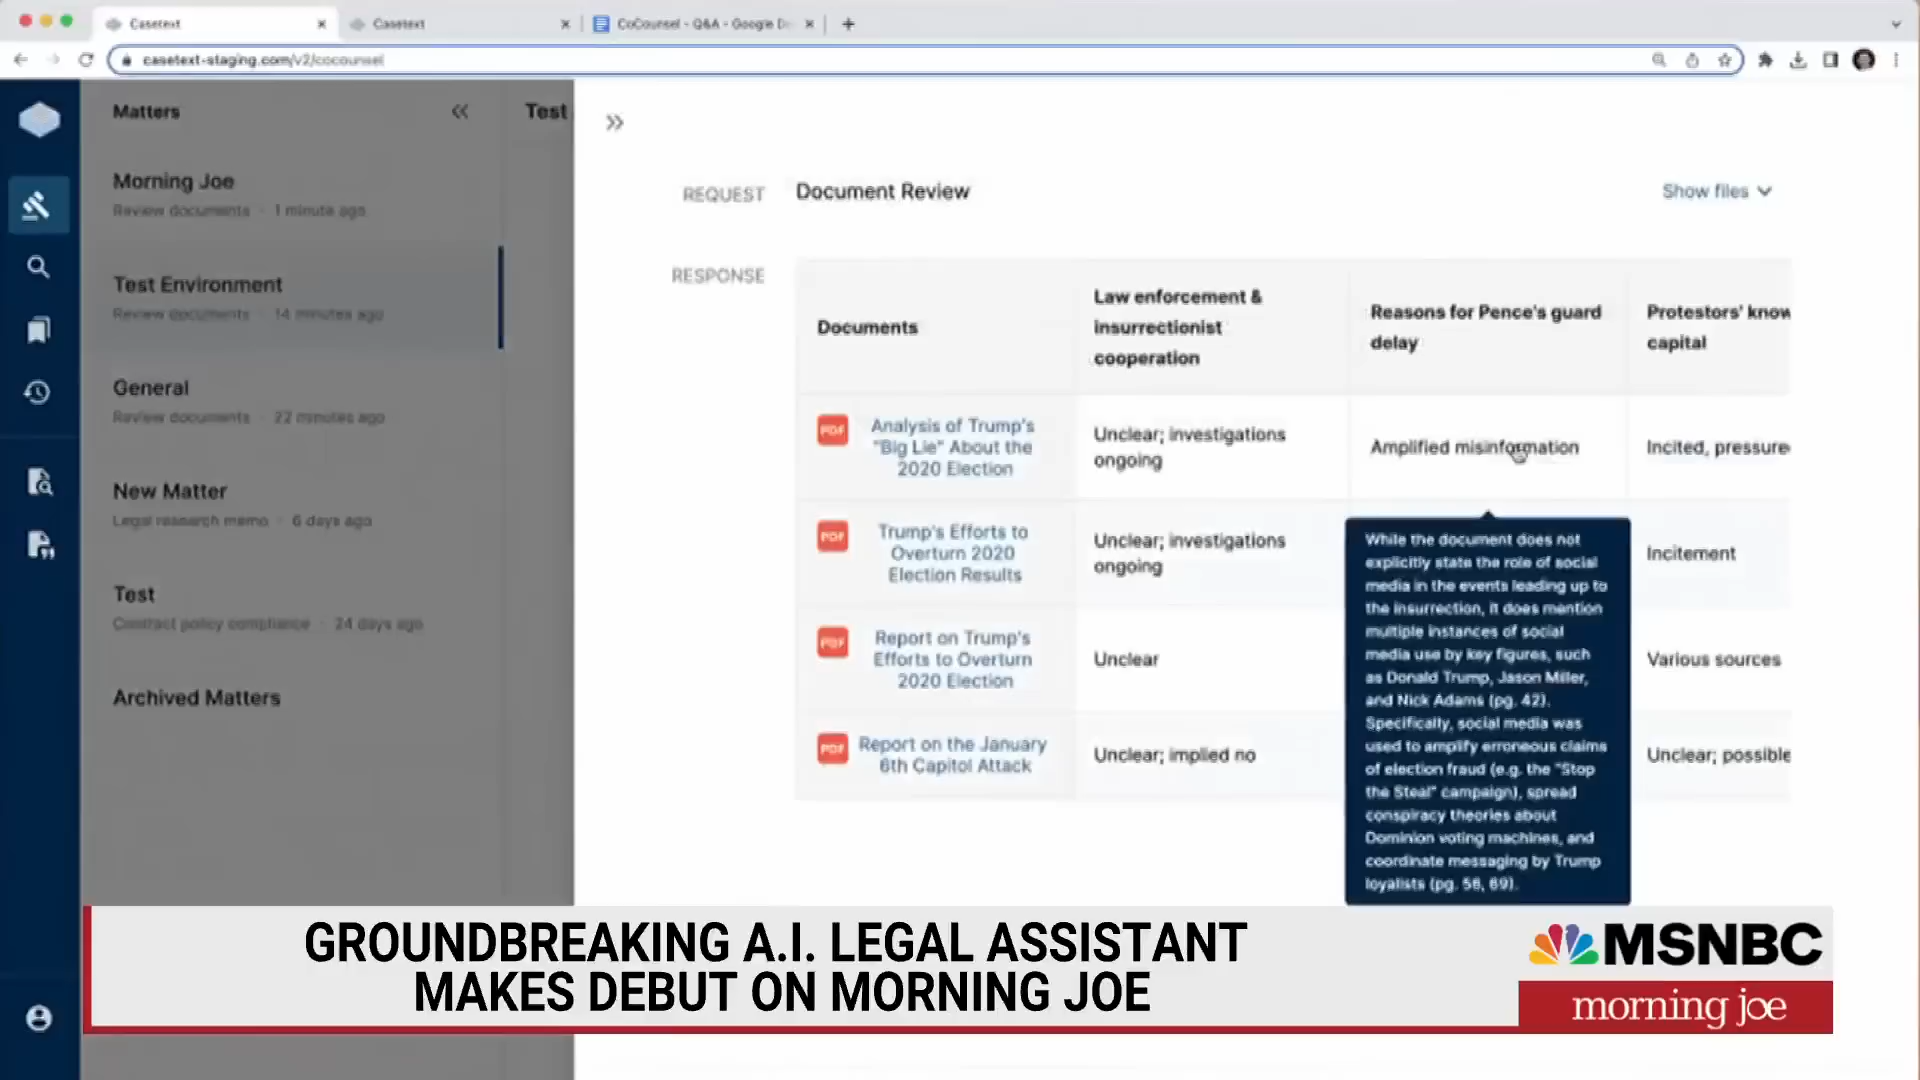 Casetext
Casetext
CoCounsel - Q&A - Google D
casetext-staging.com/v2/cocounsel
Matters
Morning Joe
Review documents · 1 minute ago
Test Environment
Review documents · 14 minutes ago
General
Review documents · 22 minutes ago
New Matter
Legal research memo · 6 days ago
Test
Contract policy compliance · 24 days ago
Archived Matters
Test
REQUEST
Document Review
Show files
RESPONSE
Documents
Law enforcement &
insurrectionist
cooperation
Reasons for Pence's guard
delay
Protestors' know
capital
PDF
Analysis of Trump's
"Big Lie" About the
2020 Election
Unclear; investigations
ongoing
Amplified misinformation
Incited, pressure
PDF
Trump's Efforts to
Overturn 2020
Election Results
Unclear; investigations
ongoing
Incitement
PDF
Report on Trump's
Efforts to Overturn
2020 Election
Unclear
Various sources
PDF
Report on the January
6th Capitol Attack
Unclear; implied no
Unclear; possible
While the document does not
explicitly state the role of social
media in the events leading up to
the insurrection, it does mention
multiple instances of social
media use by key figures, such
as Donald Trump, Jason Miller,
and Nick Adams (pg. 42).
Specifically, social media was
used to amplify erroneous claims
of election fraud (e.g. the "Stop
the Steal" campaign), spread
conspiracy theories about
Dominion voting machines, and
coordinate messaging by Trump
loyalists (pg. 56, 69).
GROUNDBREAKING A.I. LEGAL ASSISTANT
MAKES DEBUT ON MORNING JOE
MSNBC
morning joe